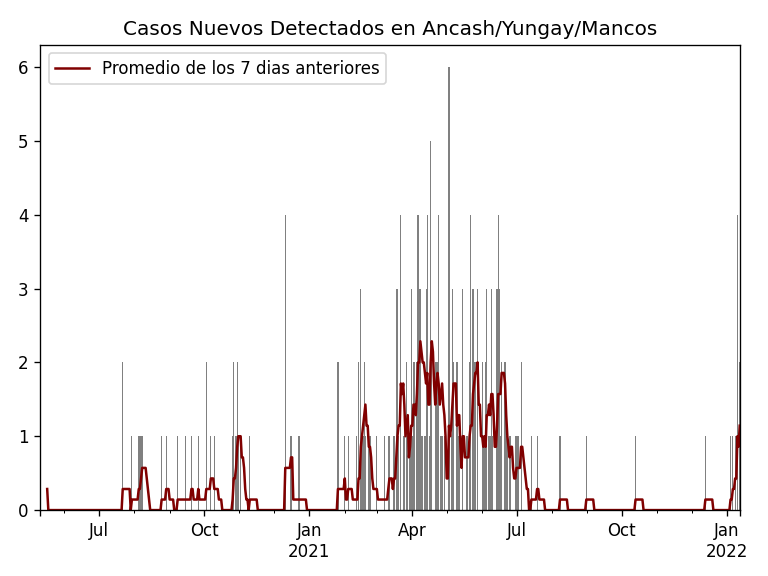 Casos Nuevos Detectados en Ancash/Yungay/Mancos
Promedio de los 7 dias anteriores
6
5
4
3
2
1
0
Jul Oct Jan Apr Jul Oct Jan
2021 2022